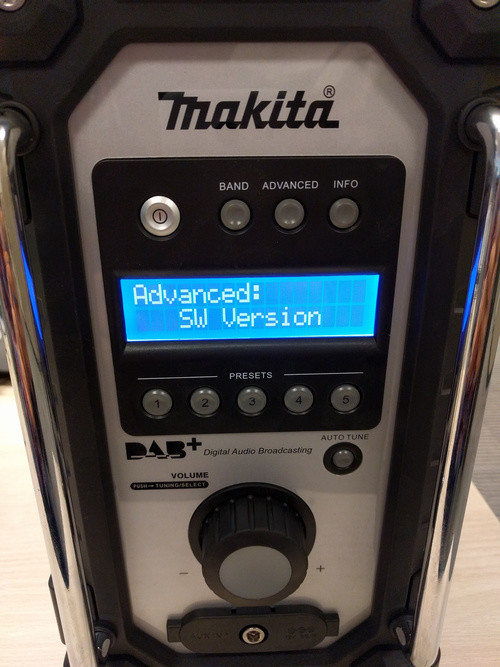 makita®
BAND ADVANCED INFO
Advanced:
SW Version
PRESETS
1 2 3 4 5
DAB+ Digital Audio Broadcasting
AUTO TUNE
VOLUME
PUSH → TUNING/SELECT
− +